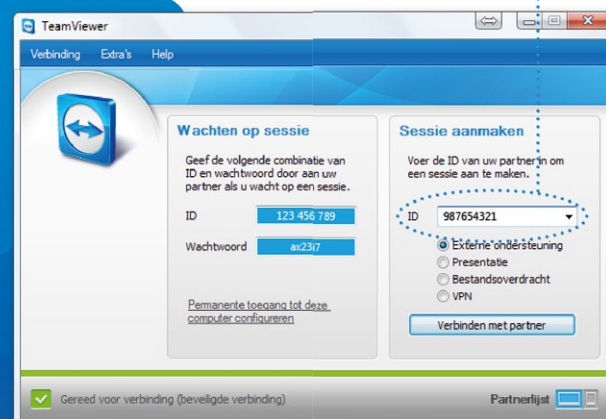 TeamViewer
Verbinding Extra's Help
Wachten op sessie
Geef de volgende combinatie van
ID en wachtwoord door aan uw
partner als u wacht op een sessie.
ID 123 456 789
Wachtwoord ax23i7
Permanente toegang tot deze
computer configureren
Sessie aanmaken
Voer de ID van uw partner in om
een sessie aan te maken.
ID 987654321
Externe ondersteuning
Presentatie
Bestandsoverdracht
VPN
Verbinden met partner
Gereed voor verbinding (beveiligde verbinding)
Partnerlijst